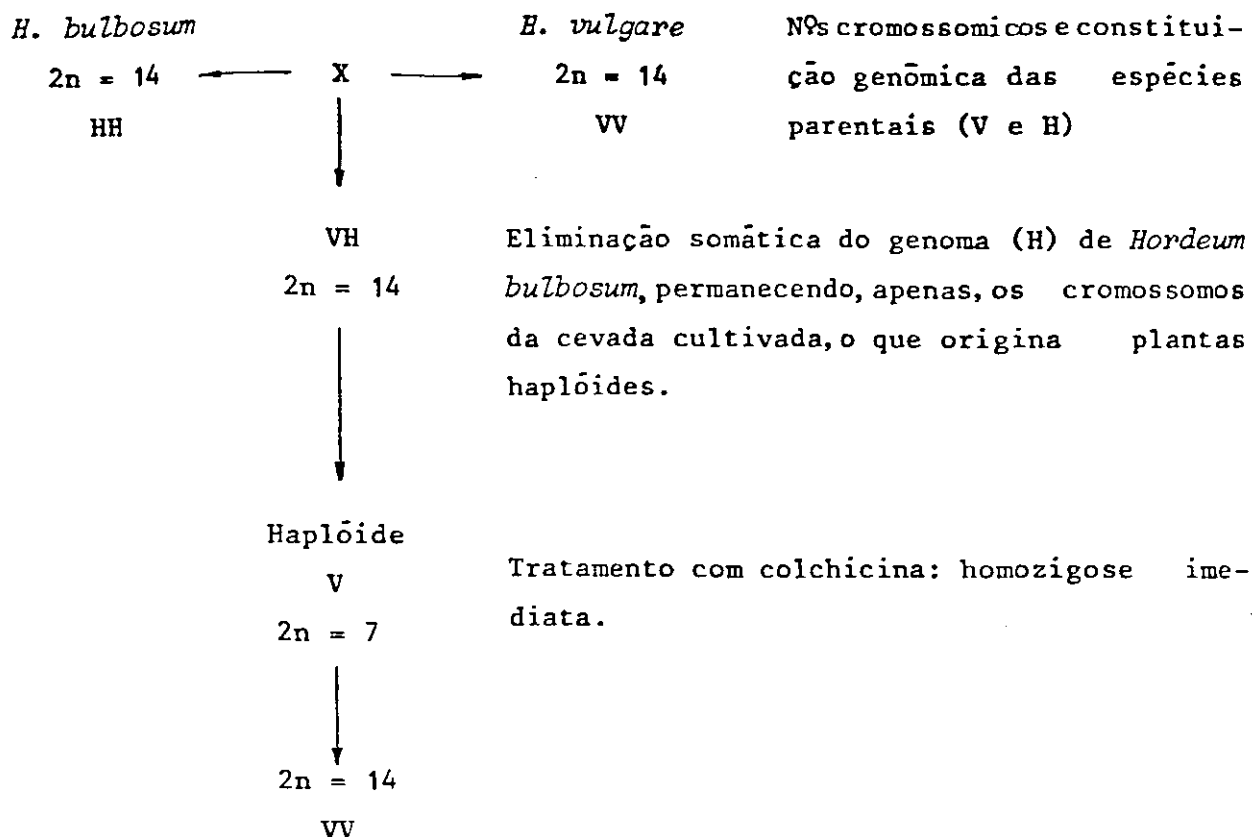 H. bulbosum
2n = 14
HH
X
H. vulgare
2n = 14
VV
Nºs cromossomicos e constitui-
ção genômica das espécies
parentais (V e H)
VH
2n = 14
Eliminação somática do genoma (H) de Hordeum
bulbosum, permanecendo, apenas, os cromossomos
da cevada cultivada, o que origina plantas
haplóides.
Haplóide
V
2n = 7
Tratamento com colchicina: homozigose ime-
diata.
2n = 14
VV